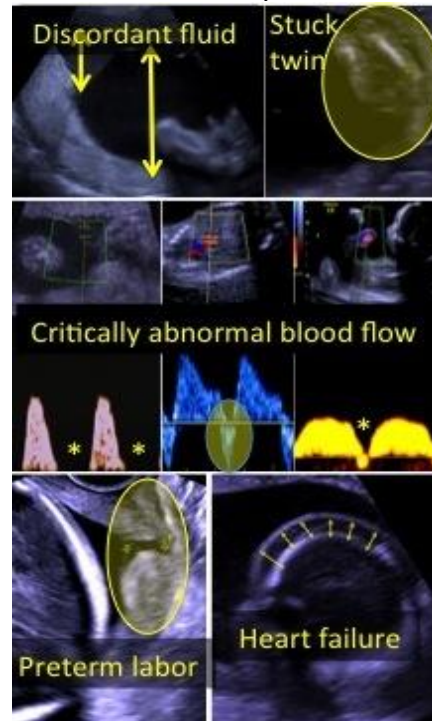 Discordant fluid
Stuck
twin
Critically abnormal blood flow
*
*
*
Preterm labor
Heart failure